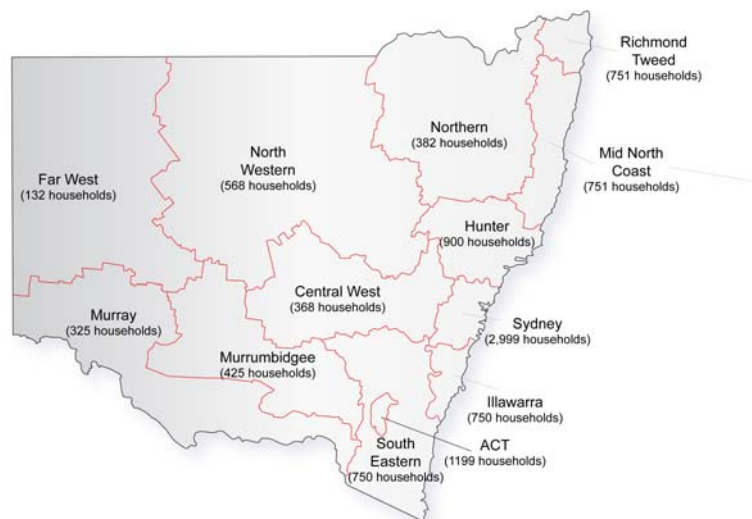 Richmond
Tweed
(751 households)
Northern
(382 households)
North
Western
(568 households)
Mid North
Coast
(751 households)
Far West
(132 households)
Hunter
(900 households)
Central West
(368 households)
Murray
(325 households)
Sydney
(2,999 households)
Murrumbidgee
(425 households)
Illawarra
(750 households)
ACT
(1199 households)
South
Eastern
(750 households)